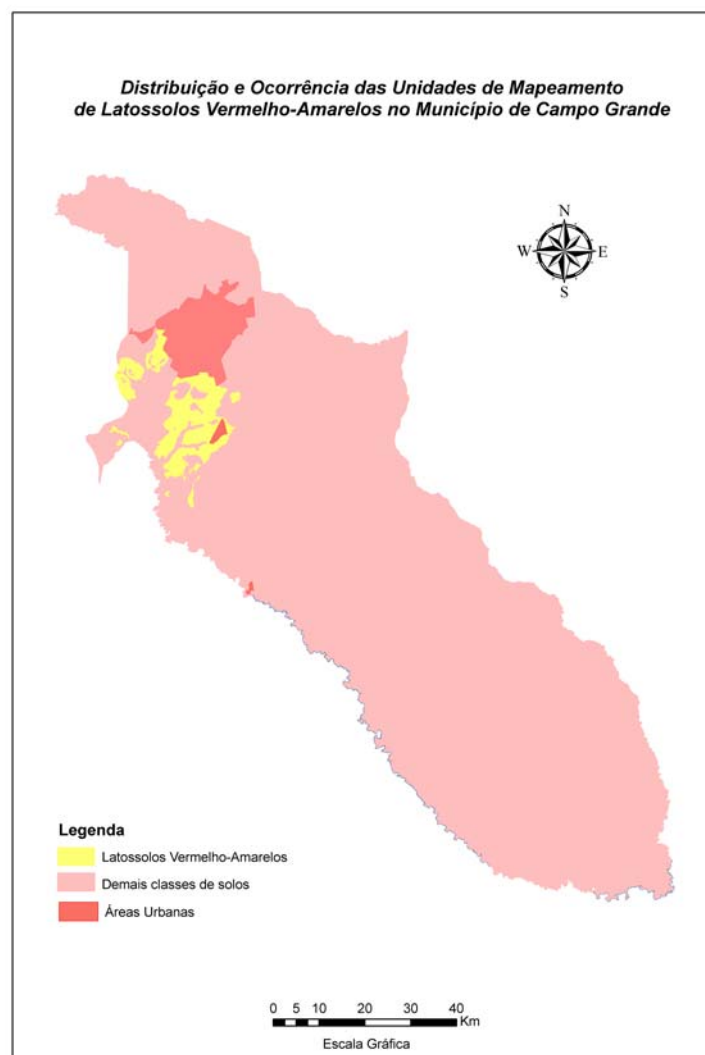 Distribuição e Ocorrência das Unidades de Mapeamento
de Latossolos Vermelho-Amarelos no Município de Campo Grande
N
W E
S
Legenda
Latossolos Vermelho-Amarelos
Demais classes de solos
Áreas Urbanas
0 5 10 20 30 40
Km
Escala Gráfica